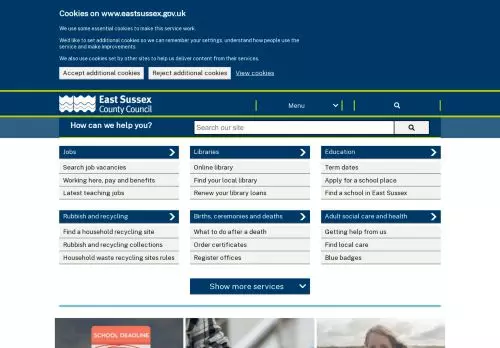 Cookies on www.eastsussex.gov.uk
We use some essential cookies to make this service work.
We'd like to set additional cookies so we can remember your settings, understand how people use the
service and make improvements
We also use cookies set by other sites to help us deliver content from their services.
Accept additional cookies
Reject additional cookies
View cookies
East Sussex
County Council
Menu
How can we help you?
Search our site
Jobs
Search job vacancies
Working here, pay and benefits
Latest teaching jobs
Libraries
Online library
Find your local library
Renew your library loans
Education
Term dates
Apply for a school place
Find a school in East Sussex
Rubbish and recycling
Find a household recycling site
Rubbish and recycling collections
Household waste recycling sites rules
Births, ceremonies and deaths
What to do after a death
Order certificates
Register offices
Adult social care and health
Getting help from us
Find local care
Blue badges
Show more services
SCHOOL DEADLINE